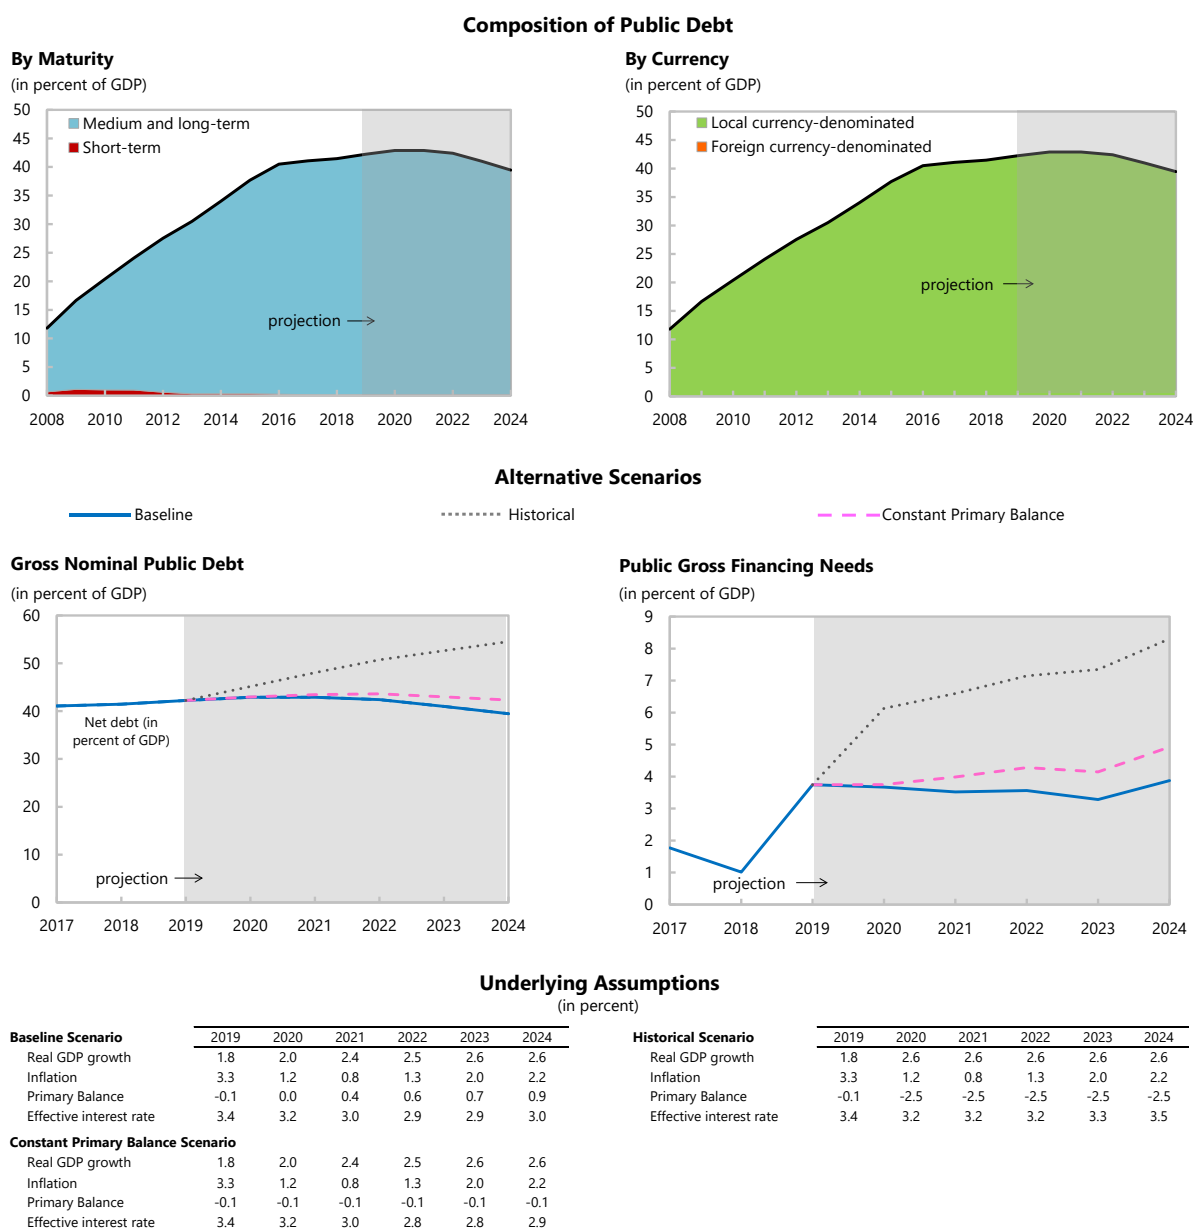 Composition of Public Debt
By Maturity
(in percent of GDP)
50
45
40
35
30
25
20
15
10
5
0
Medium and long-term
Short-term
projection
2008 2010 2012 2014 2016 2018 2020 2022 2024
By Currency
(in percent of GDP)
50
45
40
35
30
25
20
15
10
5
0
Local currency-denominated
Foreign currency-denominated
projection
2008 2010 2012 2014 2016 2018 2020 2022 2024
Alternative Scenarios
Baseline Historical Constant Primary Balance
Gross Nominal Public Debt
(in percent of GDP)
60
50
40
30
20
10
0
Net debt (in
percent of GDP)
projection
2017 2018 2019 2020 2021 2022 2023 2024
Public Gross Financing Needs
(in percent of GDP)
9
8
7
6
5
4
3
2
1
0
projection
2017 2018 2019 2020 2021 2022 2023 2024
Underlying Assumptions
(in percent)
Baseline Scenario 2019 2020 2021 2022 2023 2024
Real GDP growth 1.8 2.0 2.4 2.5 2.6 2.6
Inflation 3.3 1.2 0.8 1.3 2.0 2.2
Primary Balance -0.1 0.0 0.4 0.6 0.7 0.9
Effective interest rate 3.4 3.2 3.0 2.9 2.9 3.0
Constant Primary Balance Scenario
Real GDP growth 1.8 2.0 2.4 2.5 2.6 2.6
Inflation 3.3 1.2 0.8 1.3 2.0 2.2
Primary Balance -0.1 -0.1 -0.1 -0.1 -0.1 -0.1
Effective interest rate 3.4 3.2 3.0 2.8 2.8 2.9
Historical Scenario 2019 2020 2021 2022 2023 2024
Real GDP growth 1.8 2.6 2.6 2.6 2.6 2.6
Inflation 3.3 1.2 0.8 1.3 2.0 2.2
Primary Balance -0.1 -2.5 -2.5 -2.5 -2.5 -2.5
Effective interest rate 3.4 3.2 3.2 3.2 3.3 3.5